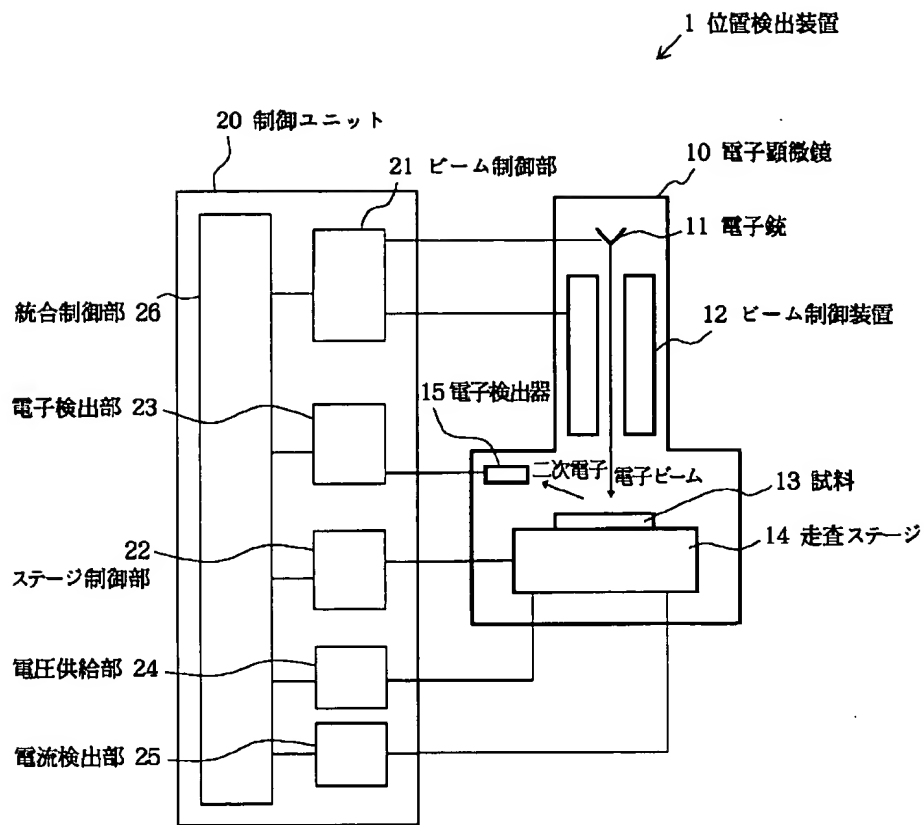 1 位置検出装置
20 制御ユニット
21 ビーム制御部
10 電子顕微鏡
11 電子銃
統合制御部 26
12 ビーム制御装置
電子検出部 23
15 電子検出器
二次電子
電子ビーム
13 試料
22
ステージ制御部
14 走査ステージ
電圧供給部 24
電流検出部 25